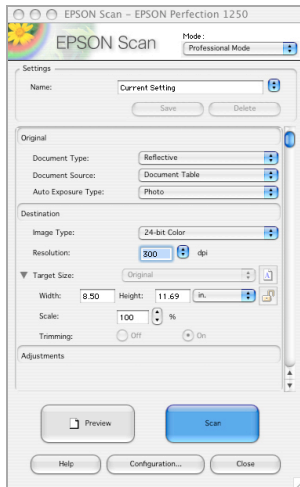 EPSON Scan - EPSON Perfection 1250
EPSON Scan
Mode:
Professional Mode
Settings
Name: Current Setting
Save Delete
Original
Document Type: Reflective
Document Source: Document Table
Auto Exposure Type: Photo
Destination
Image Type: 24-bit Color
Resolution: 300 dpi
Target Size: Original
Width: 8.50 Height: 11.69 in.
Scale: 100 %
Trimming: Off On
Adjustments
Preview Scan
Help Configuration... Close